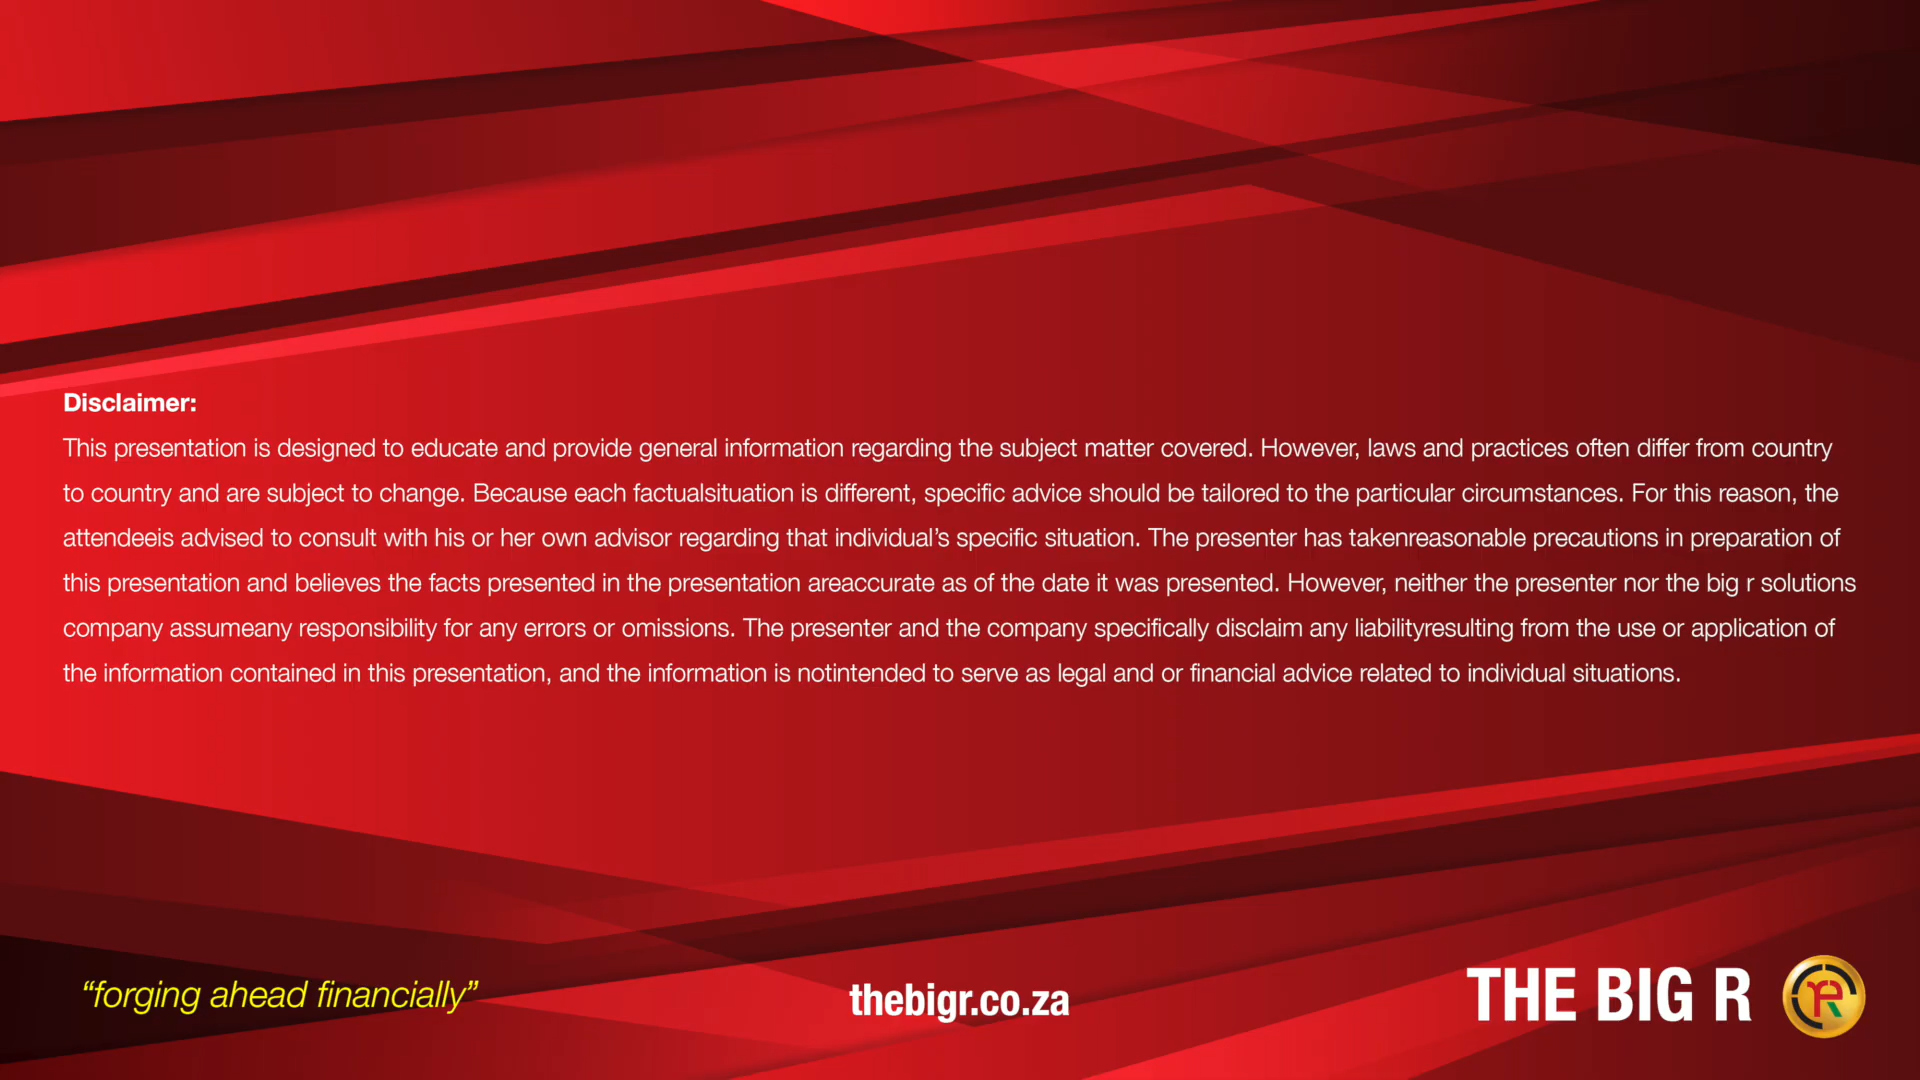 Disclaimer:
This presentation is designed to educate and provide general information regarding the subject matter covered. However, laws and practices often differ from country
to country and are subject to change. Because each factualsituation is different, specific advice should be tailored to the particular circumstances. For this reason, the
attendeeis advised to consult with his or her own advisor regarding that individual’s specific situation. The presenter has takenreasonable precautions in preparation of
this presentation and believes the facts presented in the presentation areaccurate as of the date it was presented. However, neither the presenter nor the big r solutions
company assumeany responsibility for any errors or omissions. The presenter and the company specifically disclaim any liabilityresulting from the use or application of
the information contained in this presentation, and the information is notintended to serve as legal and or financial advice related to individual situations.
“forging ahead financially”
thebigr.co.za
THE BIG R